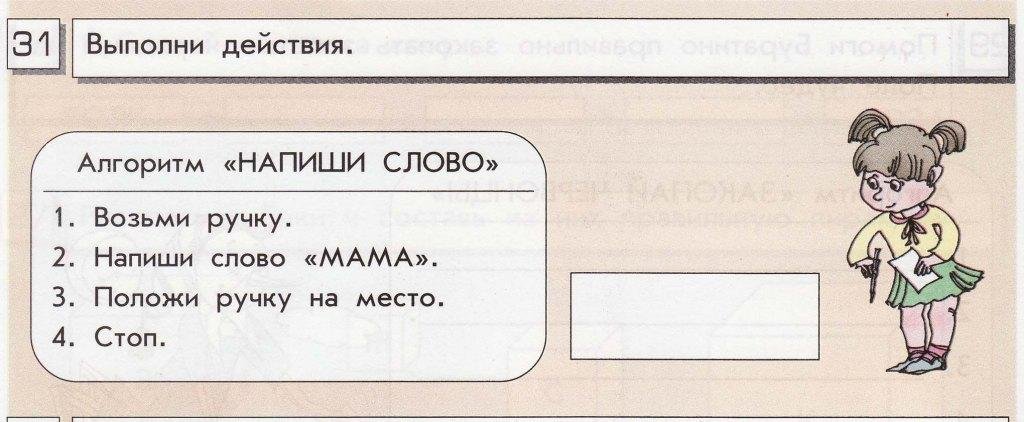 31
Выполни действия.
Алгоритм «НАПИШИ СЛОВО»
1. Возьми ручку.
2. Напиши слово «МАМА».
3. Положи ручку на место.
4. Стоп.